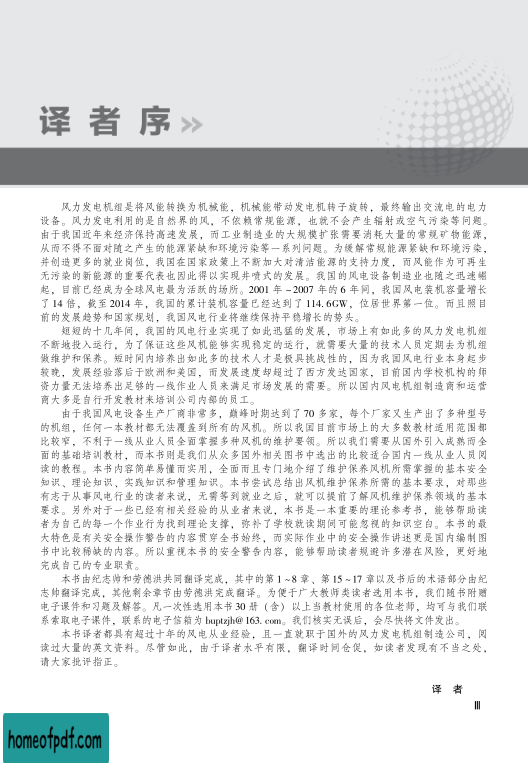 译者序
风力发电机组是将风能转换为机械能，机械能带动发电机转子旋转，最终输出交流电的电力
设备。风力发电利用的是自然界的风，不依赖常规能源，也就不会产生辐射或空气污染等问题。
由于我国近年来经济保持高速发展，而工业制造业的大规模扩张需要消耗大量的常规矿物能源，
从而不得不面对随之产生的能源紧缺和环境污染等一系列问题。为缓解常规能源紧缺和环境污染，
并创造更多的就业岗位，我国在国家政策上不断加大对清洁能源的支持力度，而风能作为可再生
无污染的新能源的重要代表也因此得以实现井喷式的发展。我国的风电设备制造业也随之迅速崛
起，目前已经成为全球风电最为活跃的场所。2001 年 ~2007 年的 6 年间，我国风电装机容量增长
了 14 倍，截至 2014 年，我国的累计装机容量已经达到了 114.6GW，位居世界第一位。而且照目
前的发展趋势和国家规划，我国风电行业将继续保持平稳增长的势头。
短短的十几年间，我国的风电行业实现了如此迅猛的发展，市场上有如此多的风力发电机组
不断地投入运行，为了保证这些风机能够实现稳定的运行，就需要大量的技术人员定期去为机组
做维护和保养。短时间内培养出如此多的技术人才是极具挑战性的，因为我国风电行业本身起步
较晚，发展经验落后于欧洲和美国，而发展速度却超过了西方发达国家，目前国内学校机构的师
资力量无法培养出足够的一线作业人员来满足市场发展的需要。所以国内风电机组制造商和运营
商大多是自行开发教材来培训公司内部的员工。
由于我国风电设备生产厂商非常多，巅峰时期达到了 70 多家，每个厂家又生产出了多种型号
的机组，任何一本教材都无法覆盖到所有的风机。所以我国目前市场上的大多数教材适用范围都
比较窄，不利于一线从业人员全面掌握多种风机的维护要领。所以我们需要从国外引入成熟而全
面的基础培训教材，而本书则是我们从众多国外相关图书中选出的比较适合国内一线从业人员阅
读的教程。本书内容简单易懂而实用，全面而且专门地介绍了维护保养风机所需掌握的基本安全
知识、理论知识、实践知识和管理知识。本书尝试总结出风机维护保养所需的基本要求，对那些
有志于从事风电行业的读者来说，无需等到就业之后，就可以提前了解风机维护保养领域的基本
要求。另外对于一些已经有相关经验的从业者来说，本书是一本重要的理论参考书，能够帮助读
者为自己的每一个作业行为找到理论支撑，弥补了学校就读期间可能忽视的知识空白。本书的最
大特色是有关安全操作警告的内容贯穿全书始终，而实际作业中的安全操作讲述更是国内编制图
书中比较稀缺的内容。所以重视本书的安全警告内容，能够帮助读者规避许多潜在风险，更好地
完成自己的专业职责。
本书由纪志帅和劳德洪共同翻译完成，其中的第 1~8 章、第 15~17 章以及书后的术语部分由纪
志帅翻译完成，其他剩余章节由劳德洪完成翻译。为便于广大教师类读者选用本书，我们随书附赠
电子课件和习题及解答。凡一次性选用本书 30 册（含）以上当教材使用的各位老师，均可与我们联
系索取电子课件，联系的电子信箱为 huptzjh@163.com。我们核实无误后，会尽快将文件发出。
本书译者都具有超过十年的风电从业经验，且一直就职于国外的风力发电机组制造公司，阅
读过大量的英文资料。尽管如此，由于译者水平有限，翻译时间仓促，如读者发现有不当之处，
请大家批评指正。
译 者
Ⅲ
homeofpdf.com